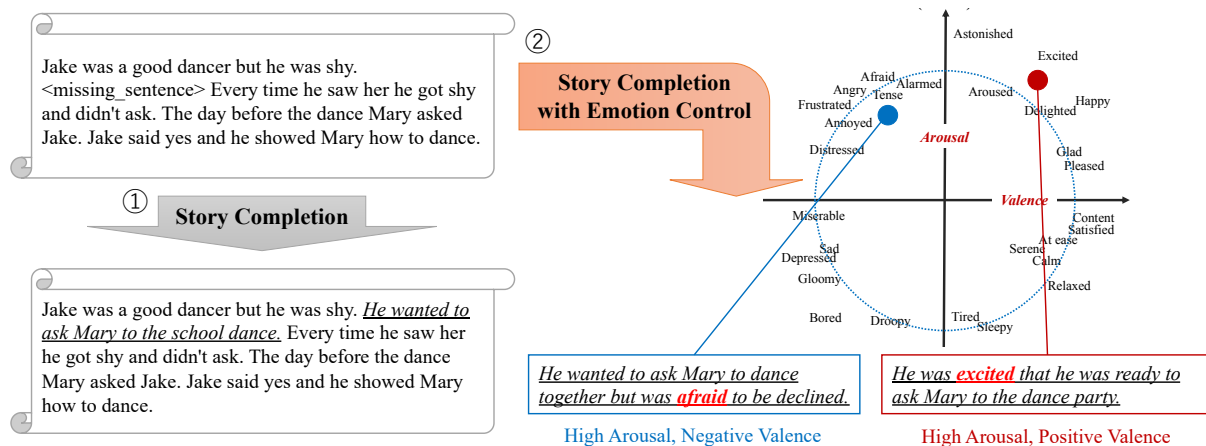 Jake was a good dancer but he was shy.
<missing_sentence> Every time he saw her he got shy
and didn't ask. The day before the dance Mary asked
Jake. Jake said yes and he showed Mary how to dance.
①
Story Completion
Jake was a good dancer but he was shy. He wanted to
ask Mary to the school dance. Every time he saw her
he got shy and didn't ask. The day before the dance
Mary asked Jake. Jake said yes and he showed Mary
how to dance.
②
Story Completion
with Emotion Control
Astonished
Excited
Afraid
Alarmed
Angry
Tense
Aroused
Frustrated
Happy
Delighted
Annoyed
Arousal
Distressed
Glad
Pleased
Valence
Miserable
Content
Satisfied
At ease
Sad
Serene
Depressed
Calm
Gloomy
Relaxed
Bored
Droopy
Tired
Sleepy
He wanted to ask Mary to dance
together but was afraid to be declined.
High Arousal, Negative Valence
He was excited that he was ready to
ask Mary to the dance party.
High Arousal, Positive Valence